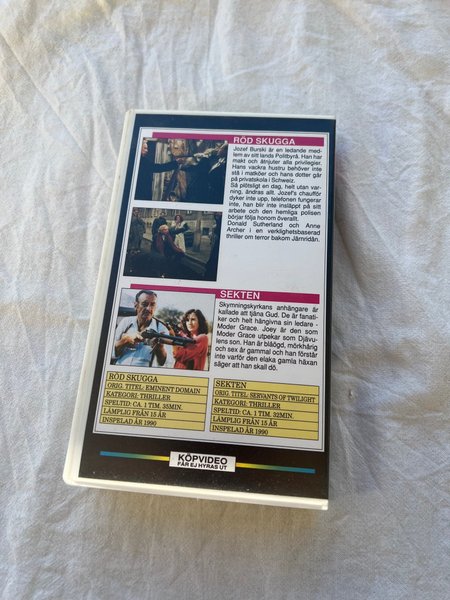 RÖD SKUGGA
Jozef Burski är en ledande med-
lem av sitt lands Politbyrå. Han har
makt och åtnjuter alla privilegier.
Hans vackra hustru behöver inte
stå i matköer och hans dotter går
på privatskola i Schweiz.
Så plötsligt en dag, helt utan var-
ning, ändras allt. Jozef's chaufför
dyker inte upp, telefonen fungerar
inte, han blir inte insläppt på sitt
arbete och den hemliga polisen
börjar följa honom överallt.
Donald Sutherland och Anne
Archer i en verklighetsbaserad
thriller om terror bakom Järnridån.
SEKTEN
Skymningskyrkans anhängare är
kallade att tjäna Gud. De är fanati-
ker och helt hängivna sin ledare -
Moder Grace. Joey är den som
Moder Grace utpekar som Djävu-
lens son. Han är blåögd, mörkhårig
och sex år gammal och han förstår
inte varför den elaka gamla häxan
säger att han skall dö.
RÖD SKUGGA
ORIG. TITEL: EMINENT DOMAIN
KATEGORI: THRILLER
SPELTID: CA. 1 TIM. 35MIN.
LÄMPLIG FRÅN 15 ÅR
INSPELAD ÅR 1990
SEKTEN
ORIG. TITEL: SERVANTS OF TWILIGHT
KATEGORI: THRILLER
SPELTID: CA. 1 TIM. 32MIN.
LÄMPLIG FRÅN 15 ÅR
INSPELAD ÅR 1990
KÖPVIDEO
FÅR EJ HYRAS UT